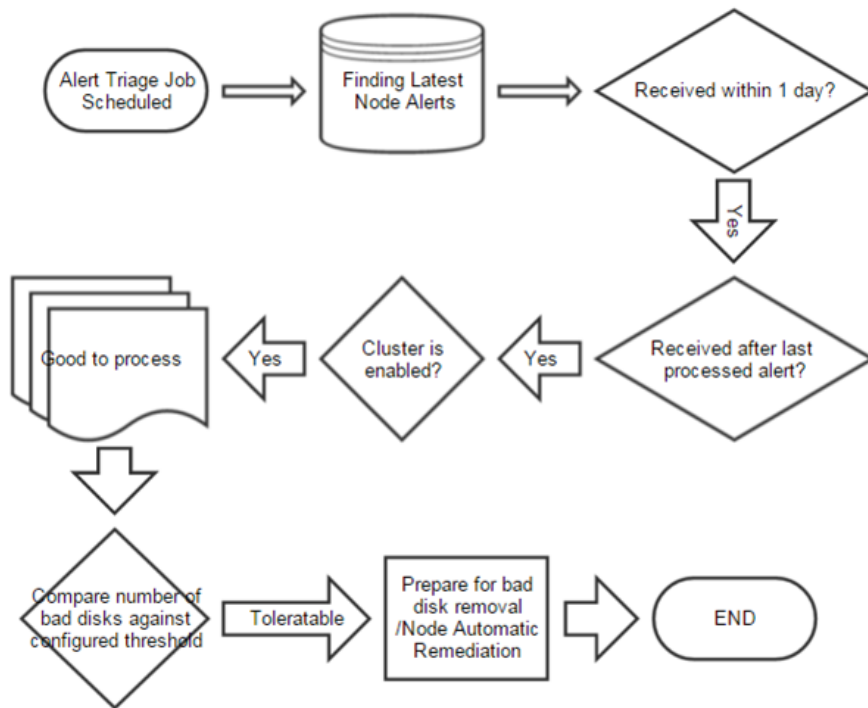 Alert Triage Job
Scheduled
Finding Latest
Node Alerts
Received within 1 day?
Yes
Received after last
processed alert?
Yes
Cluster is
enabled?
Yes
Good to process
Compare number of
bad disks against
configured threshold
Toleratable
Prepare for bad
disk removal
/Node Automatic
Remediation
END